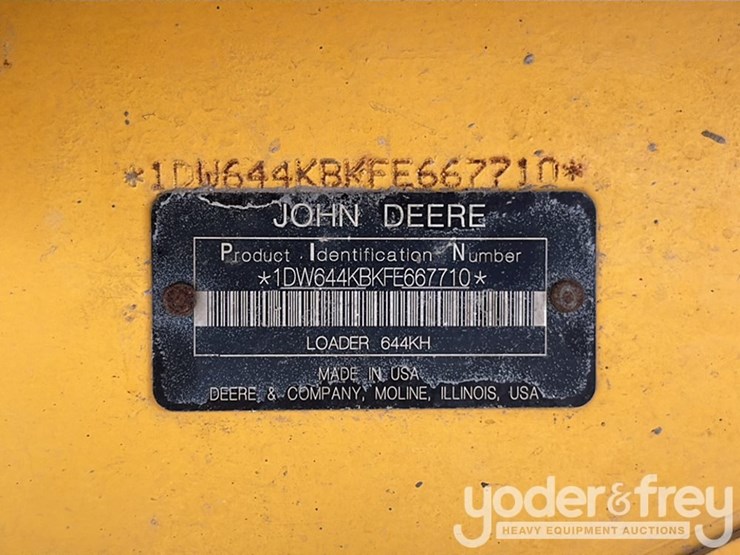 *1DW644KBKFE667710*
JOHN DEERE
Product Identification Number
*1DW644KBKFE667710*
LOADER 644KH
MADE IN USA
DEERE & COMPANY, MOLINE, ILLINOIS, USA
yoder&frey
HEAVY EQUIPMENT AUCTIONS